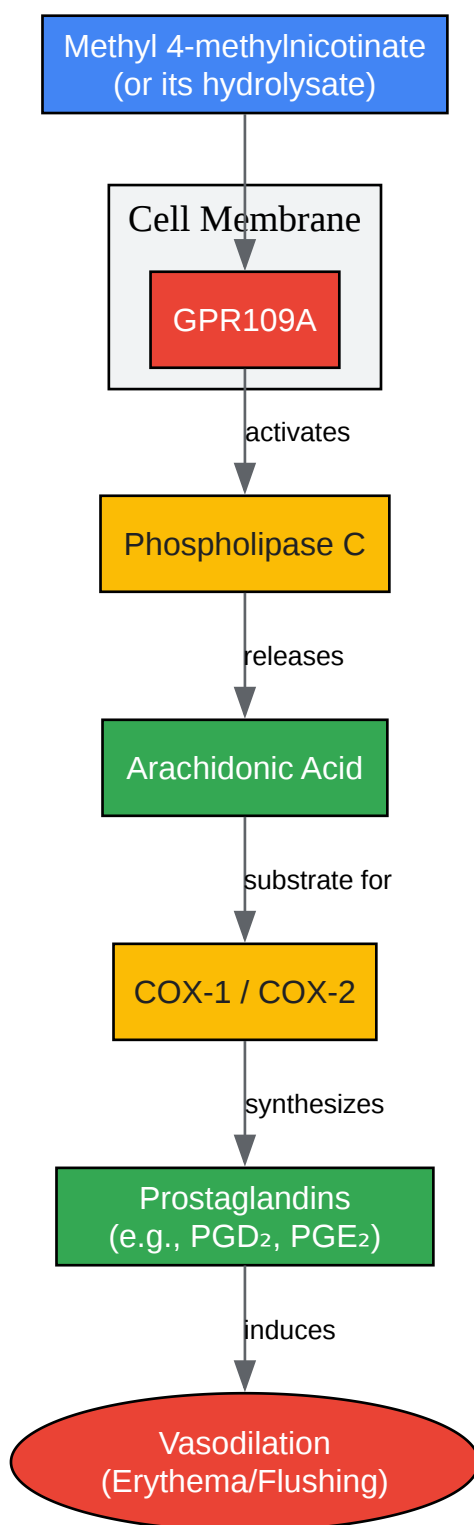 Methyl 4-methylnicotinate
(or its hydrolysate)
Cell Membrane
GPR109A
activates
Phospholipase C
releases
Arachidonic Acid
substrate for
COX-1 / COX-2
synthesizes
Prostaglandins
(e.g., PGD₂, PGE₂)
induces
Vasodilation
(Erythema/Flushing)